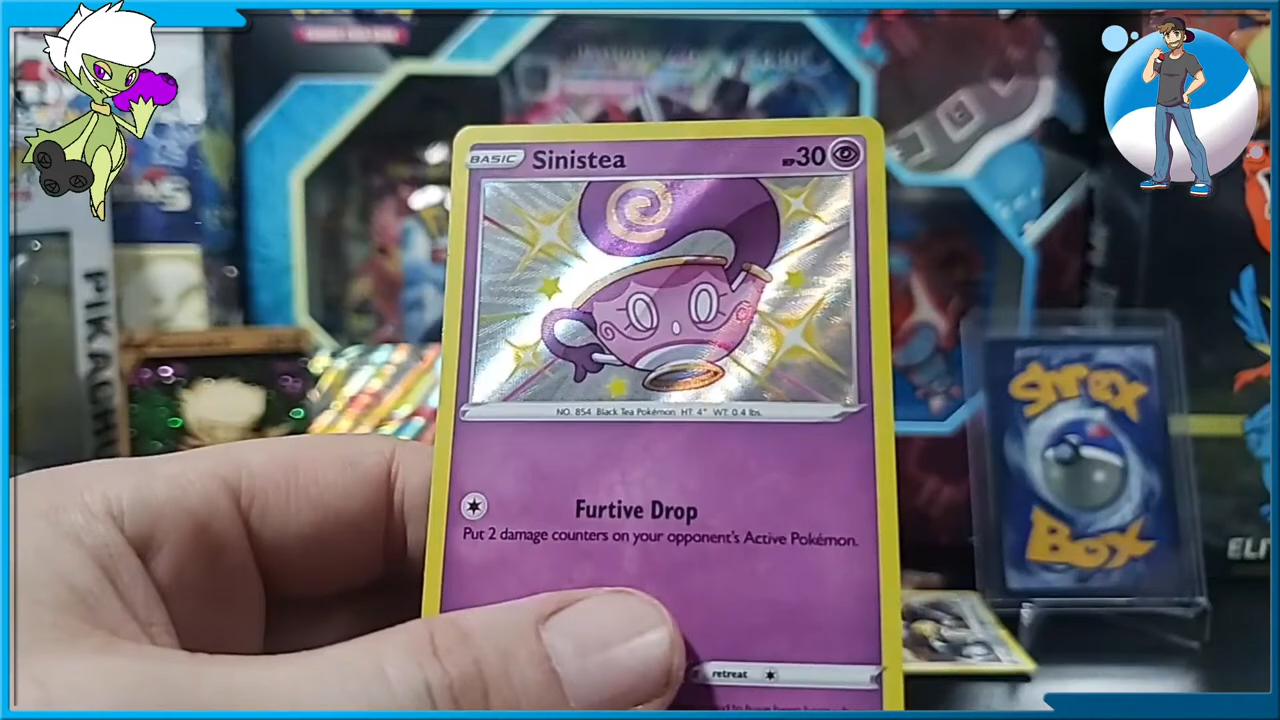 BASIC Sinistea HP30
NO. 854 Black Tea Pokémon HT: 4" WT: 0.4 lbs.
Furtive Drop
Put 2 damage counters on your opponent's Active Pokémon.
retreat
PIKACHU
Shrex
Box